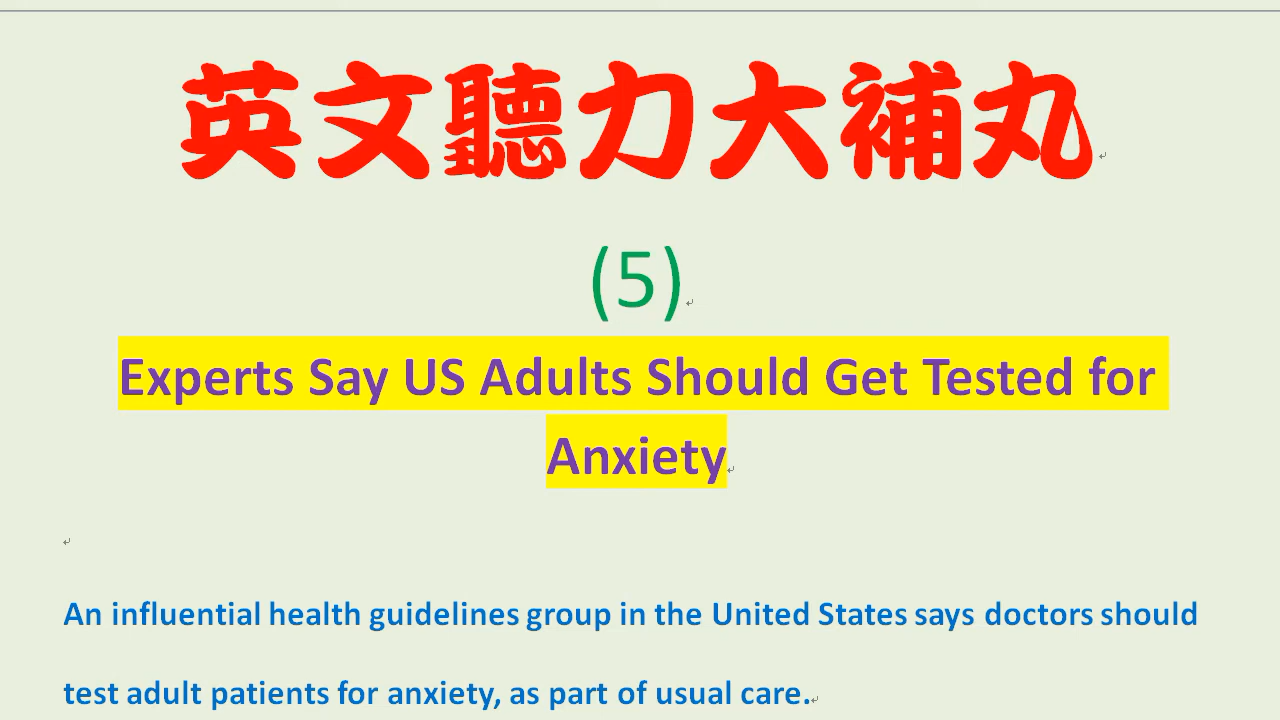 英文聽力大補丸
(5)
Experts Say US Adults Should Get Tested for
Anxiety
An influential health guidelines group in the United States says doctors should
test adult patients for anxiety, as part of usual care.